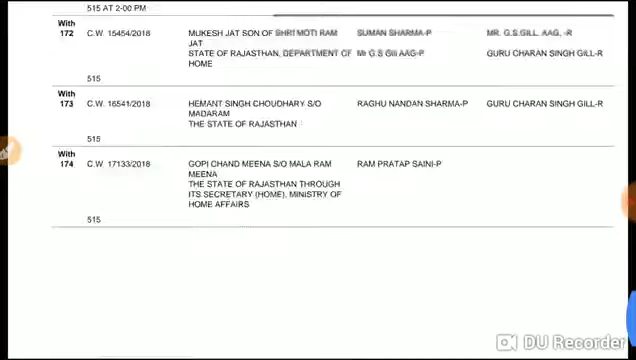 515 AT 2-00 PM
With
172 C.W. 15454/2018 MUKESH JAT SON OF SHRI MOTI RAM SUMAN SHARMA-P MR. G.S.GILL. AAG, -R
JAT
STATE OF RAJASTHAN, DEPARTMENT OF Mr G.S Gill AAG-P GURU CHARAN SINGH GILL-R
HOME
515
With
173 C.W. 16541/2018 HEMANT SINGH CHOUDHARY S/O RAGHU NANDAN SHARMA-P GURU CHARAN SINGH GILL-R
MADARAM
THE STATE OF RAJASTHAN
515
With
174 C.W. 17133/2018 GOPI CHAND MEENA S/O MALA RAM RAM PRATAP SAINI-P
MEENA
THE STATE OF RAJASTHAN THROUGH
ITS SECRETARY (HOME), MINISTRY OF
HOME AFFAIRS
515
DU Recorder